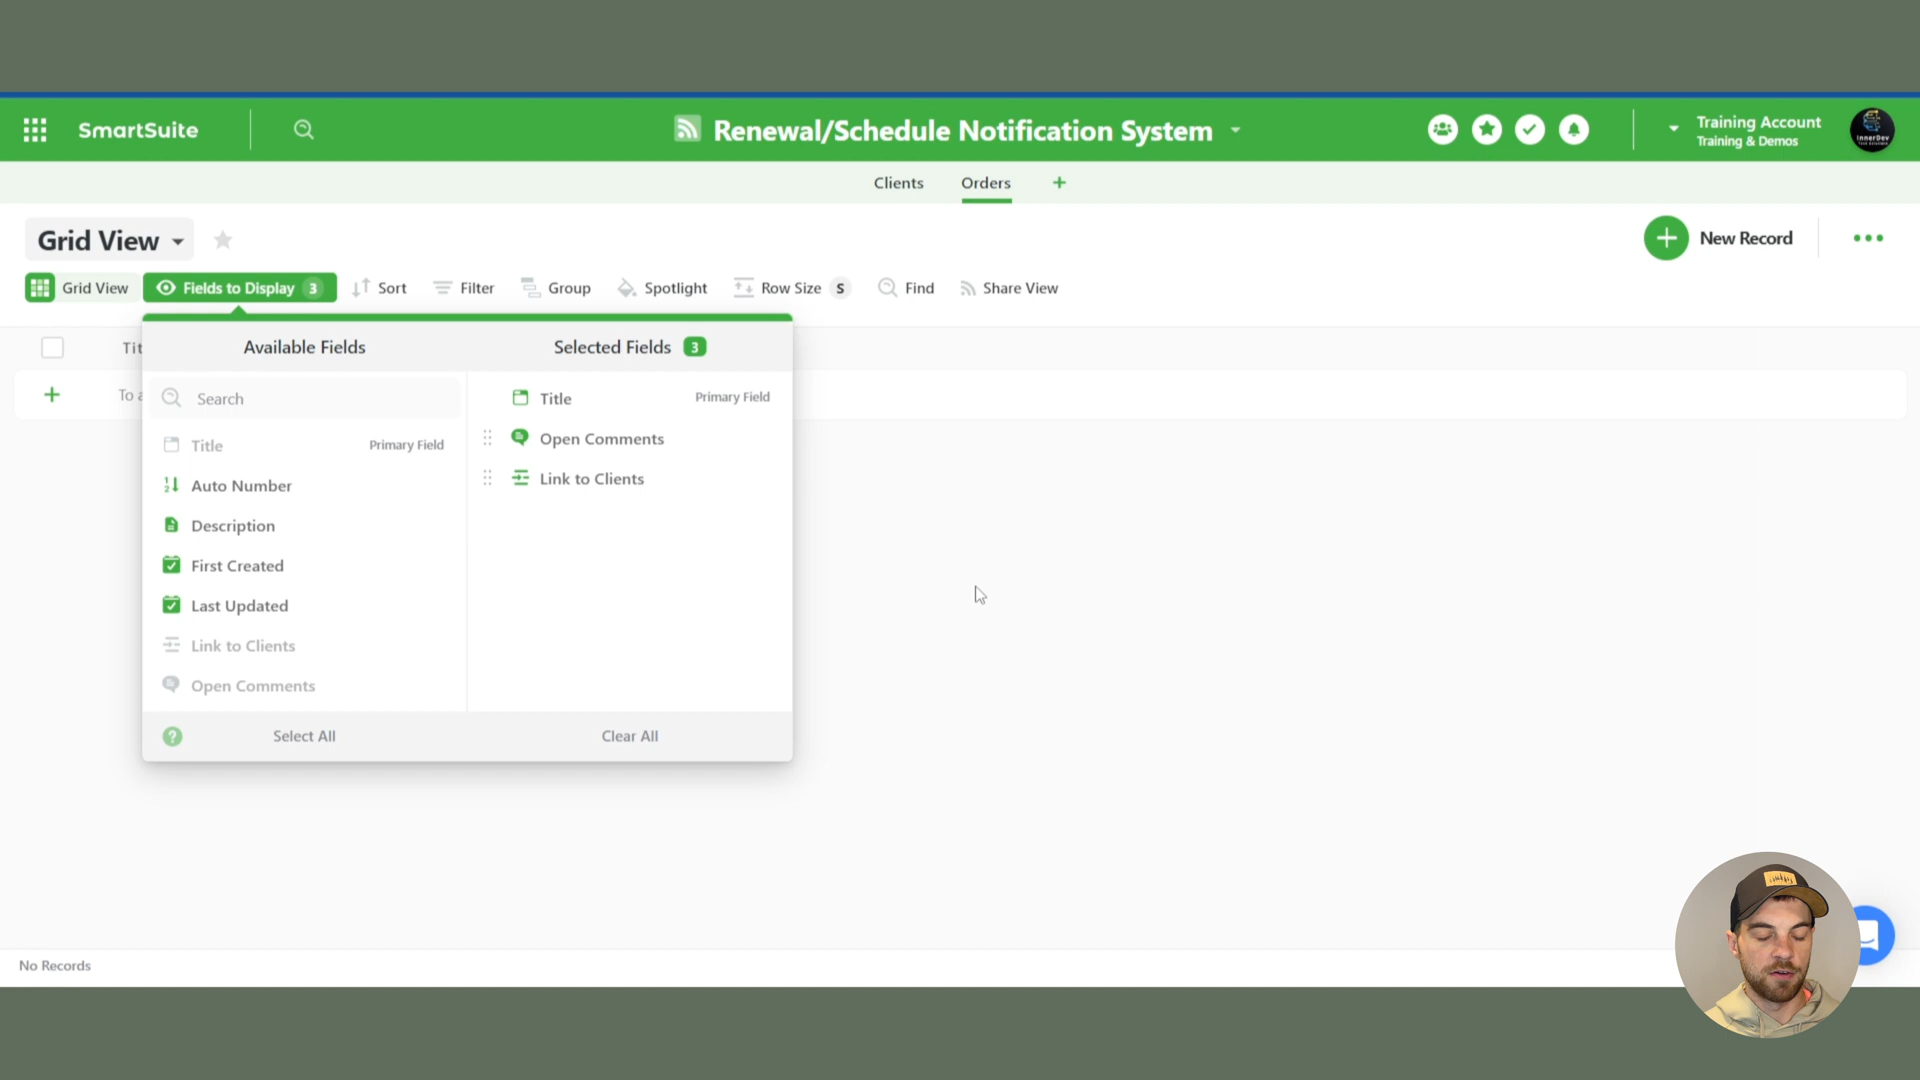 SmartSuite
Renewal/Schedule Notification System
Training Account
Training & Demos
InnerDev
Clients
Orders
+
Grid View
New Record
Grid View
Fields to Display 3
Sort
Filter
Group
Spotlight
Row Size S
Find
Share View
Tit
Available Fields
Selected Fields 3
To a
Search
Title Primary Field
Auto Number
Description
First Created
Last Updated
Link to Clients
Open Comments
Title Primary Field
Open Comments
Link to Clients
? Select All
Clear All
No Records